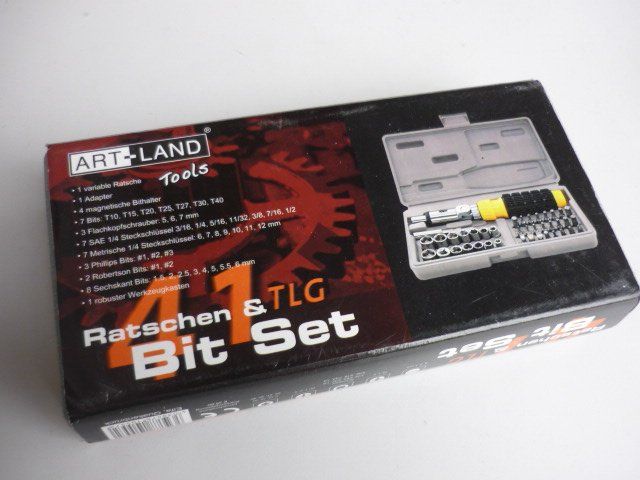 ART-LAND®
Tools
• 1 variable Ratsche
• 1 Adapter
• 4 magnetische Bithalter
• 7 Bits: T10, T15, T20, T25, T27, T30, T40
• 3 Flachkopfschrauber: 5, 6, 7 mm
• 7 SAE 1/4 Steckschlüssel 3/16, 1/4, 5/16, 11/32, 3/8, 7/16, 1/2
• 7 Metrische 1/4 Steckschlüssel: 6, 7, 8, 9, 10, 11, 12 mm
• 3 Phillips Bits: #1, #2, #3
• 2 Robertson Bits: #1, #2
• 8 Sechskant Bits: 1.5, 2, 2.5, 3, 4, 5, 5.5, 6 mm
• 1 robuster Werkzeugkasten
41 TLG
Ratschen &
Bit Set
Ratschen &
Bit Set